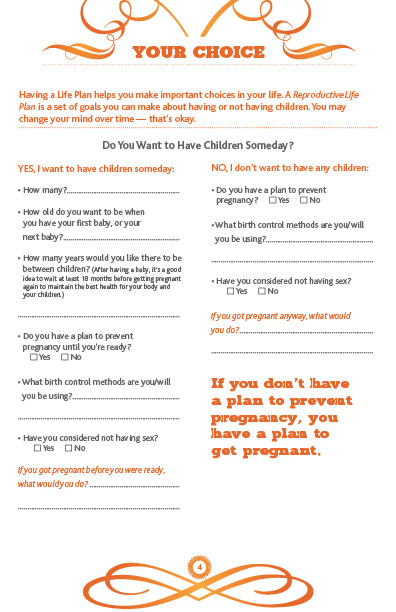 YOUR CHOICE
Having a Life Plan helps you make important choices in your life. A Reproductive Life
Plan is a set of goals you can make about having or not having children. You may
change your mind over time — that's okay.
Do You Want to Have Children Someday?
YES, I want to have children someday:
• How many?
• How old do you want to be when
you have your first baby, or your
next baby?
• How many years would you like there to be
between children? (After having a baby, it's a good
idea to wait at least 18 months before getting pregnant
again to maintain the best health for your body and
your children.)
• Do you have a plan to prevent
pregnancy until you're ready?
☐ Yes ☐ No
• What birth control methods are you/will
you be using?
• Have you considered not having sex?
☐ Yes ☐ No
If you got pregnant before you were ready,
what would you do?
NO, I don't want to have any children:
• Do you have a plan to prevent
pregnancy? ☐ Yes ☐ No
• What birth control methods are you/will
you be using?
• Have you considered not having sex?
☐ Yes ☐ No
If you got pregnant anyway, what would
you do?
If you don't have
a plan to prevent
pregnancy, you
have a plan to
get pregnant.
4